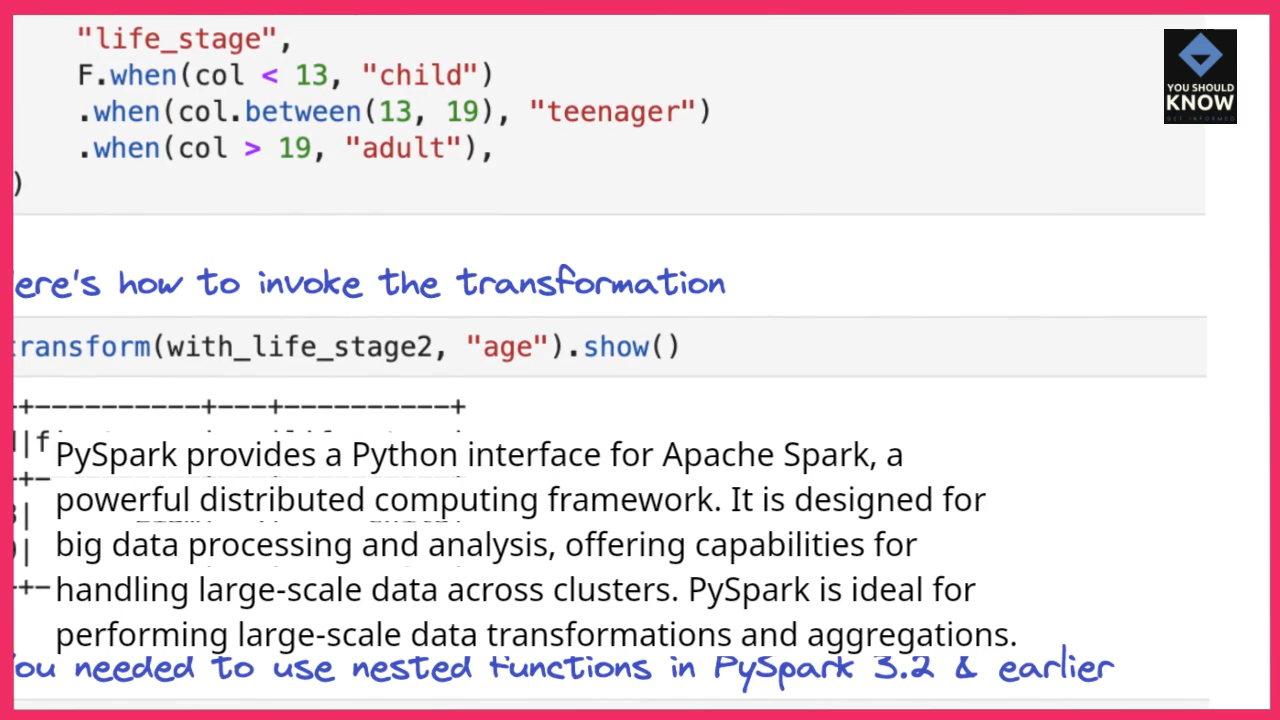 "life_stage",
F.when(col < 13, "child")
.when(col.between(13, 19), "teenager")
.when(col > 19, "adult"),
)
YOU SHOULD
KNOW
GET INFORMED
ere's how to invoke the transformation
transform(with_life_stage2, "age").show()
+----------+---+----------+
|f
+-
|
|
+-
PySpark provides a Python interface for Apache Spark, a
powerful distributed computing framework. It is designed for
big data processing and analysis, offering capabilities for
handling large-scale data across clusters. PySpark is ideal for
performing large-scale data transformations and aggregations.
ou needed to use nested functions in PySpark 3.2 & earlier